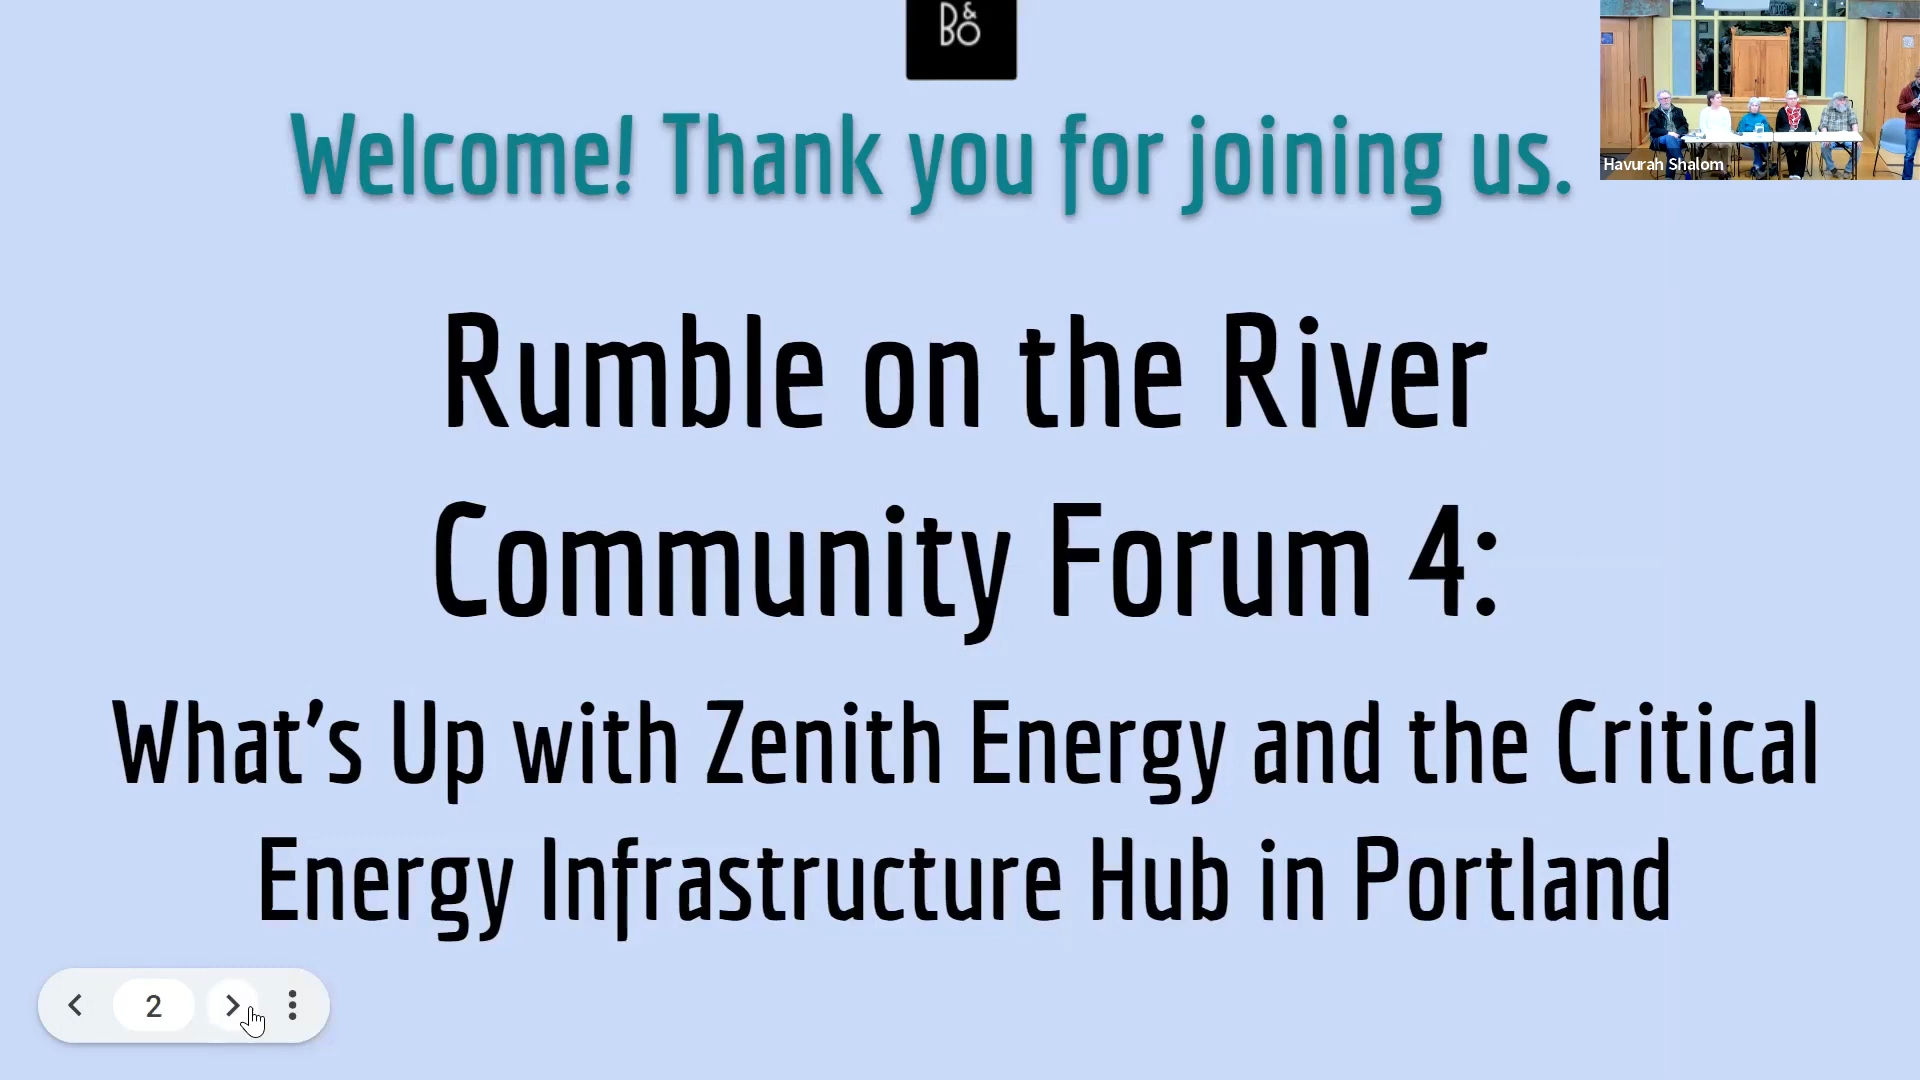 B&O
Welcome! Thank you for joining us.
Havurah Shalom
Rumble on the River
Community Forum 4:
What's Up with Zenith Energy and the Critical
Energy Infrastructure Hub in Portland
2